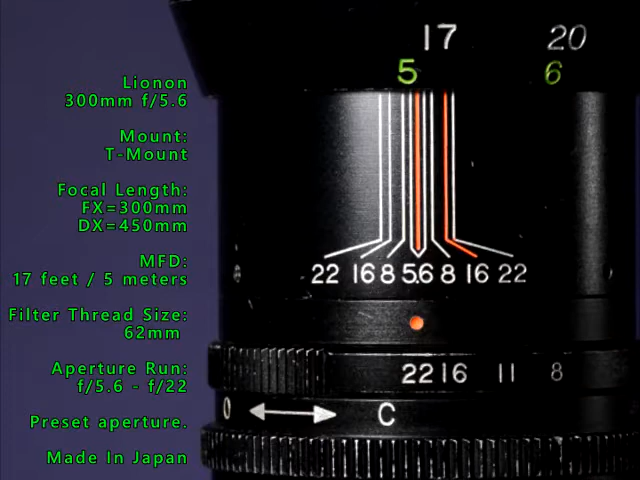 Lionon
300mm f/5.6
Mount:
T-Mount
Focal Length:
FX=300mm
DX=450mm
MFD:
17 feet / 5 meters
Filter Thread Size:
62mm
Aperture Run:
f/5.6 - f/22
Preset aperture.
Made In Japan
17 20
5 6
22 16 8 5.6 8 16 22
22 16 11 8
O C